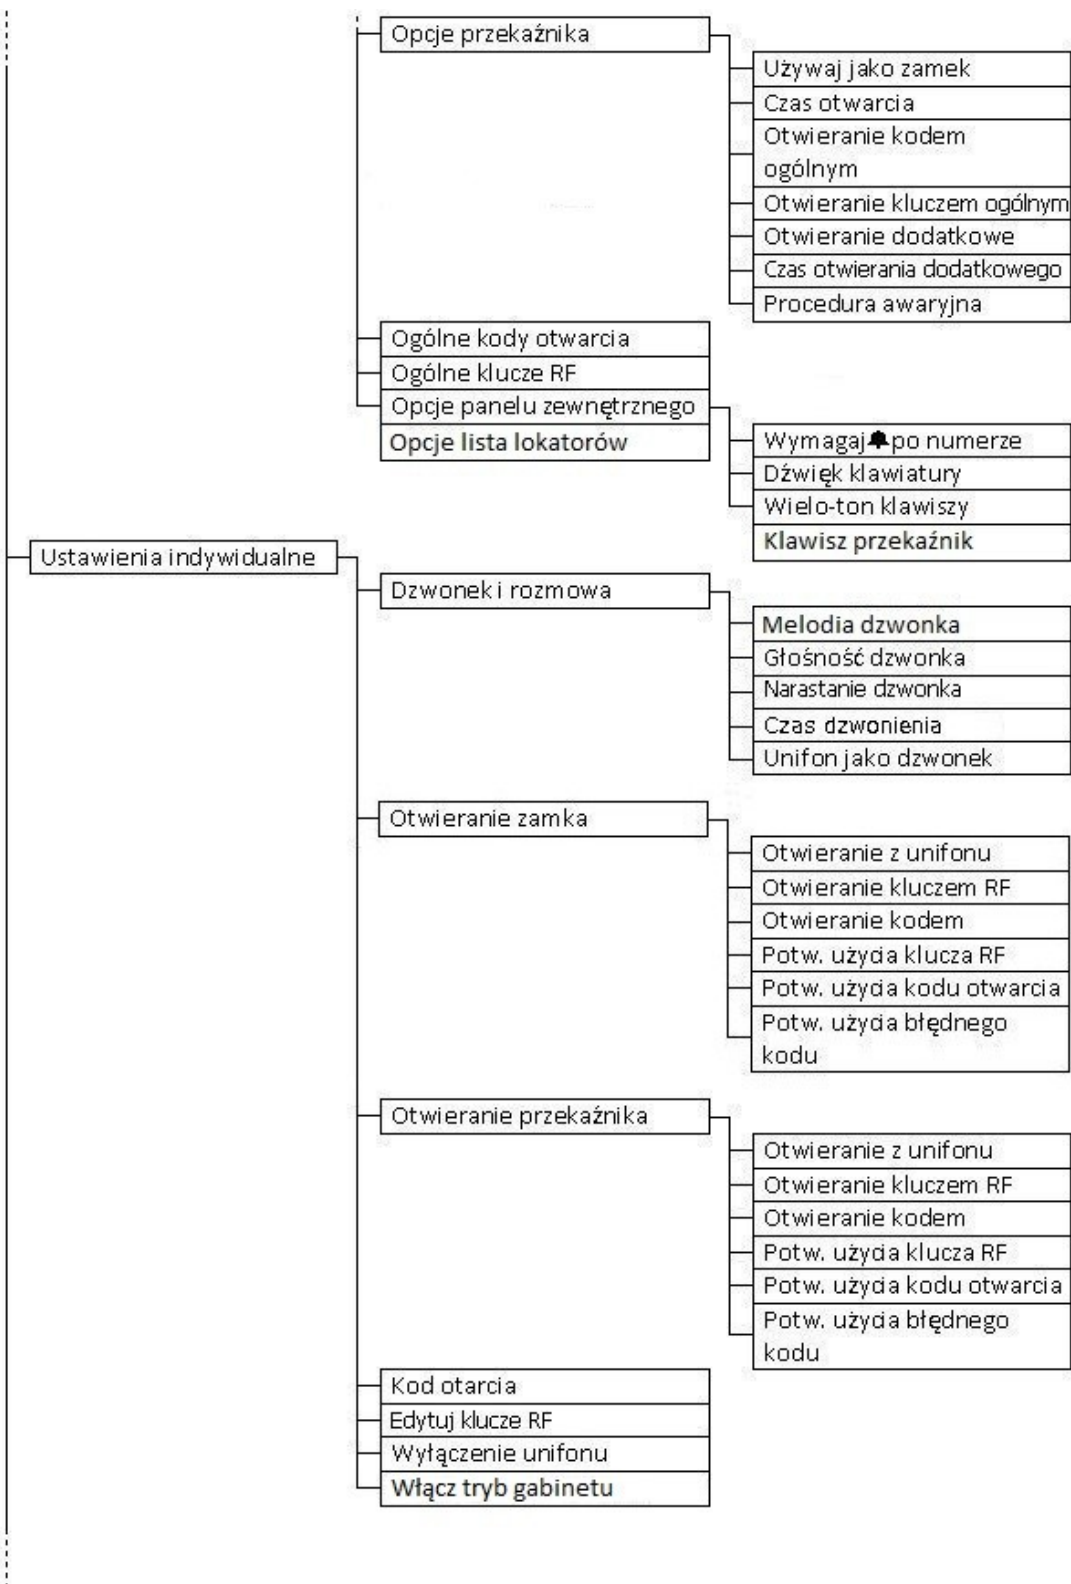 Opcje przekaźnika
Używaj jako zamek
Czas otwarcia
Otwieranie kodem
ogólnym
Otwieranie kluczem ogólnym
Otwieranie dodatkowe
Czas otwierania dodatkowego
Procedura awaryjna
Ogólne kody otwarcia
Ogólne klucze RF
Opcje panelu zewnętrznego
Opcje lista lokatorów
Wymagaj🔔po numerze
Dźwięk klawiatury
Wielo-ton klawiszy
Klawisz przekaźnik
Ustawienia indywidualne
Dzwonek i rozmowa
Melodia dzwonka
Głośność dzwonka
Narastanie dzwonka
Czas dzwonienia
Unifon jako dzwonek
Otwieranie zamka
Otwieranie z unifonu
Otwieranie kluczem RF
Otwieranie kodem
Potw. użycia klucza RF
Potw. użycia kodu otwarcia
Potw. użycia błędnego
kodu
Otwieranie przekaźnika
Otwieranie z unifonu
Otwieranie kluczem RF
Otwieranie kodem
Potw. użycia klucza RF
Potw. użycia kodu otwarcia
Potw. użycia błędnego
kodu
Kod otarcia
Edytuj klucze RF
Wyłączenie unifonu
Włącz tryb gabinetu